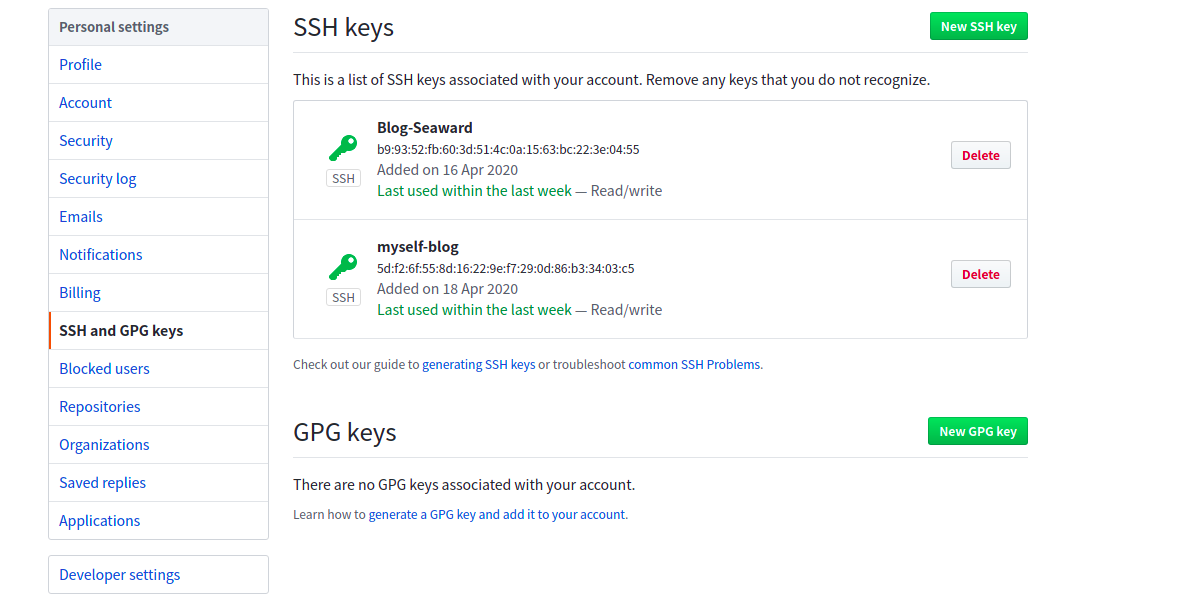 Personal settings
Profile
Account
Security
Security log
Emails
Notifications
Billing
SSH and GPG keys
Blocked users
Repositories
Organizations
Saved replies
Applications
Developer settings
SSH keys
New SSH key
This is a list of SSH keys associated with your account. Remove any keys that you do not recognize.
Blog-Seaward
b9:93:52:fb:60:3d:51:4c:0a:15:63:bc:22:3e:04:55
Added on 16 Apr 2020
Last used within the last week — Read/write
SSH
Delete
myself-blog
5d:f2:6f:55:8d:16:22:9e:f7:29:0d:86:b3:34:03:c5
Added on 18 Apr 2020
Last used within the last week — Read/write
SSH
Delete
Check out our guide to generating SSH keys or troubleshoot common SSH Problems.
GPG keys
New GPG key
There are no GPG keys associated with your account.
Learn how to generate a GPG key and add it to your account.